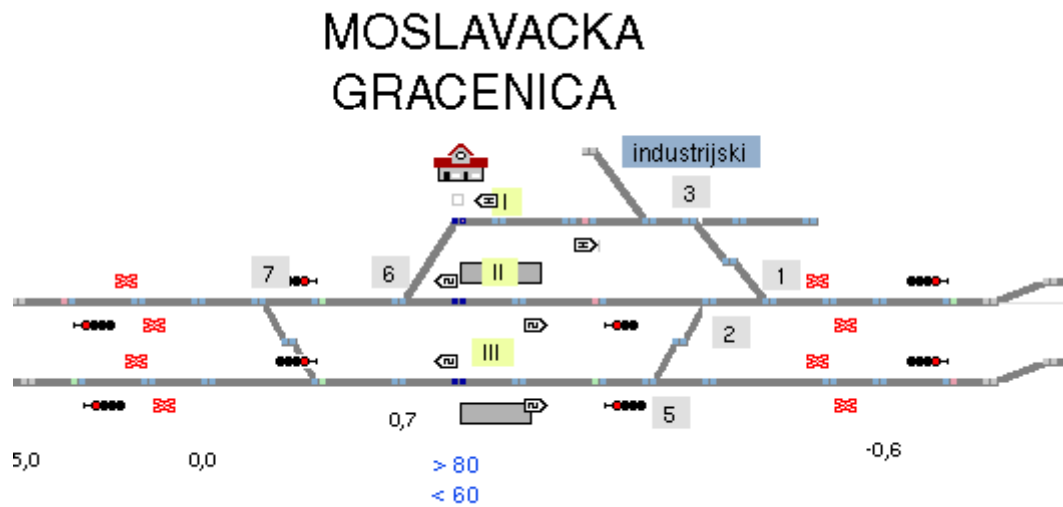 MOSLAVACKA
GRACENICA
industrijski
3
I
7
6
II
1
2
III
5
0,7
5,0
0,0
-0,6
> 80
< 60